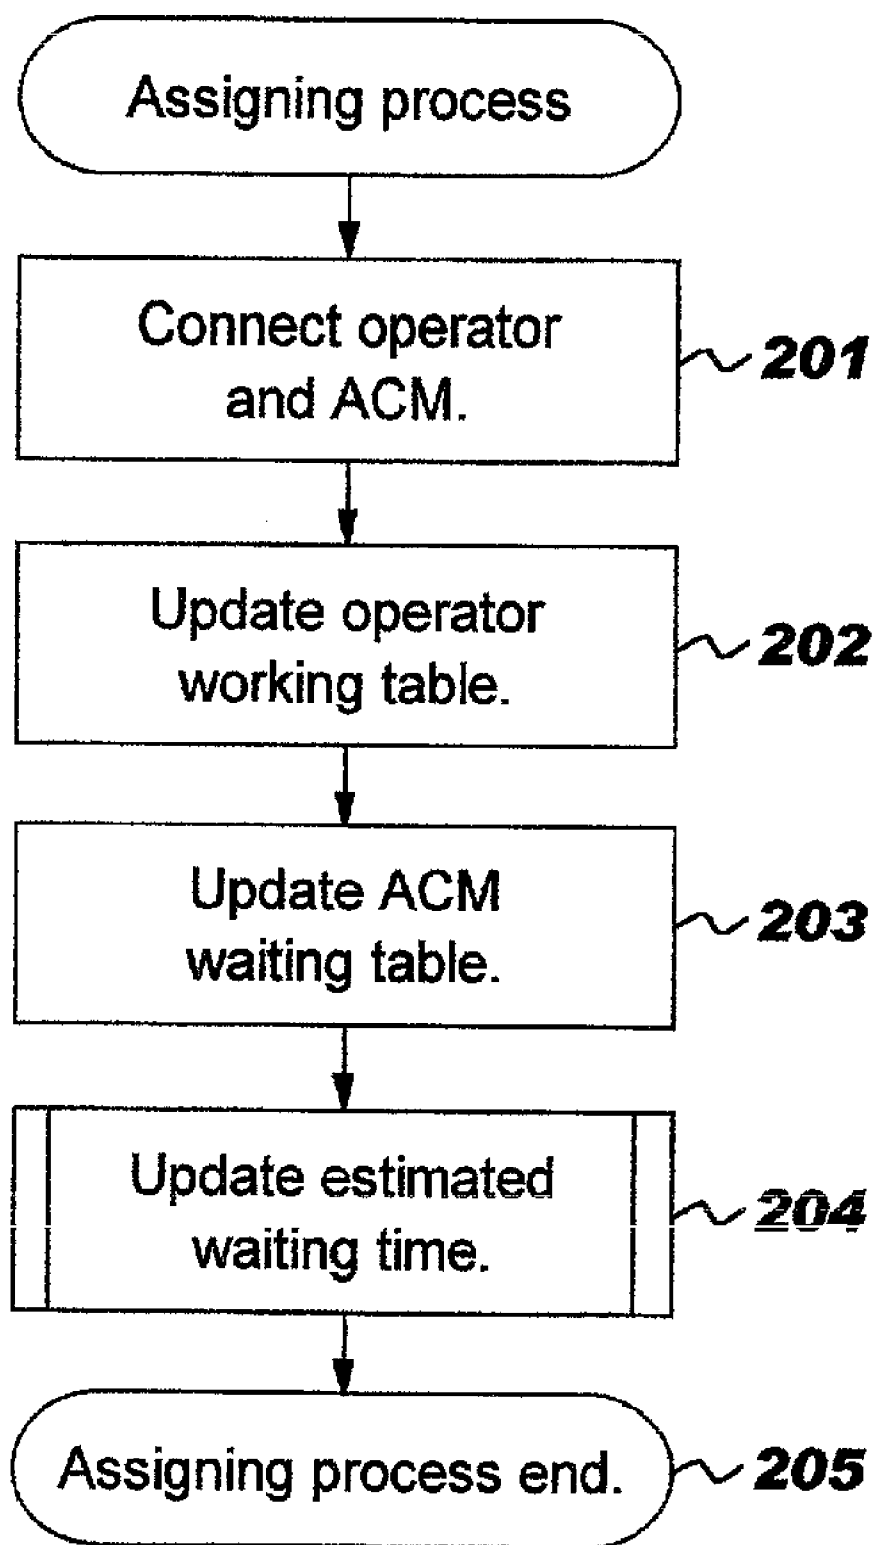 Assigning process
Connect operator
and ACM.
201
Update operator
working table.
202
Update ACM
waiting table.
203
Update estimated
waiting time.
204
Assigning process end.
205